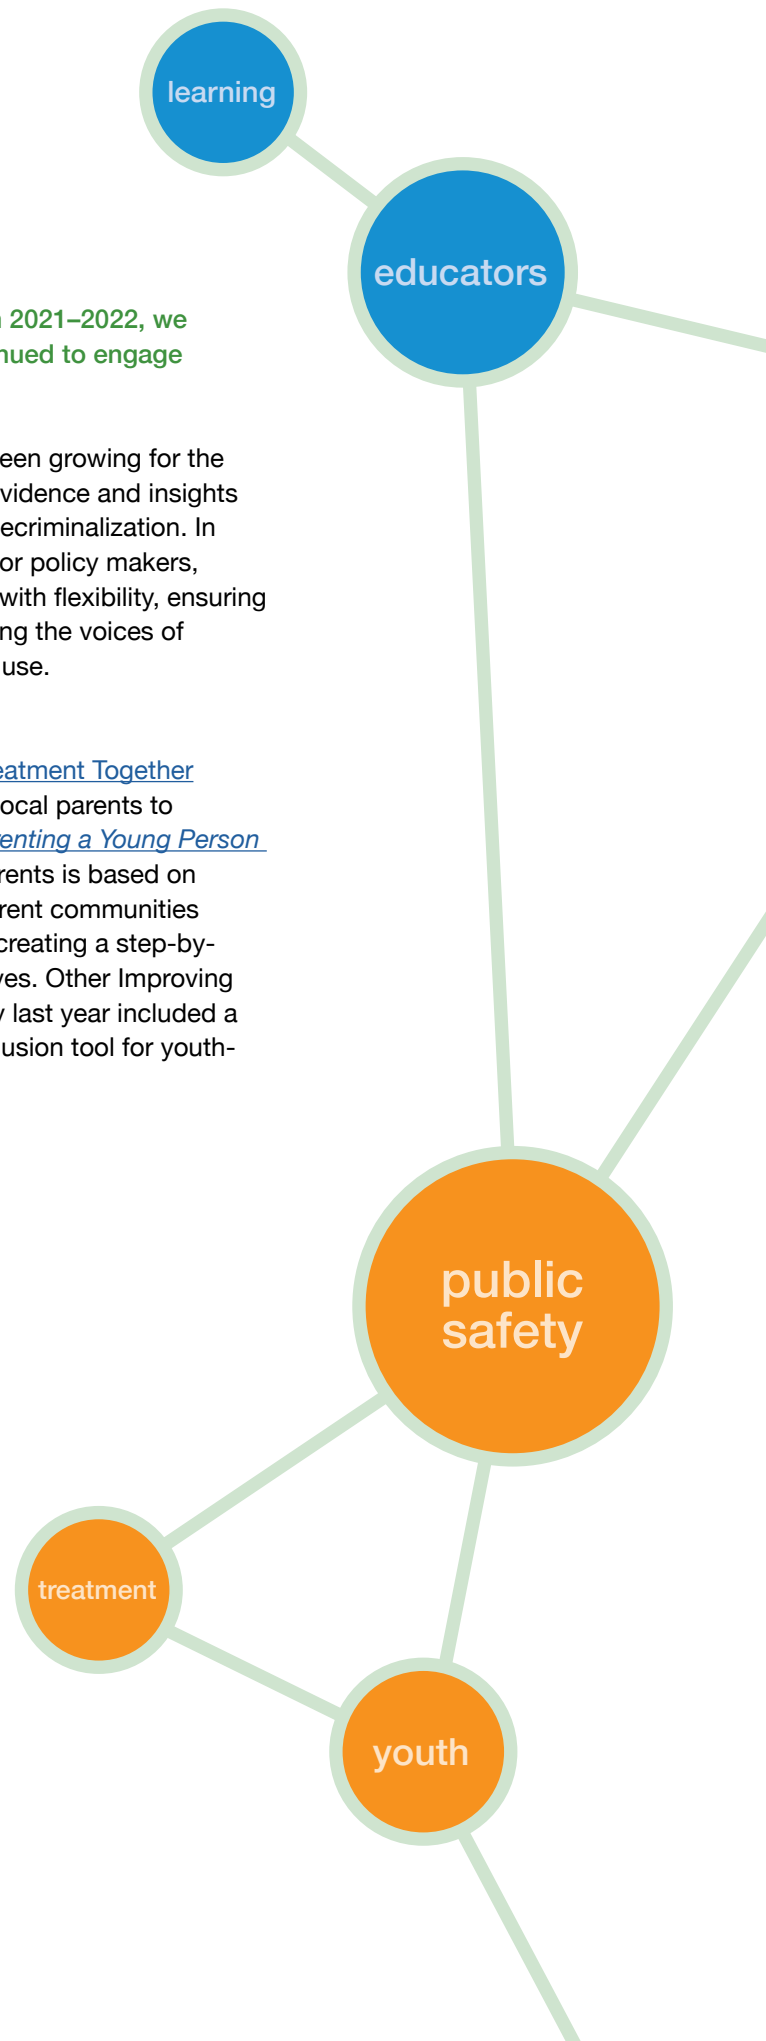 learning
educators
n 2021–2022, we
nued to engage
een growing for the
vidence and insights
ecriminalization. In
or policy makers,
with flexibility, ensuring
ng the voices of
use.
eatment Together
ocal parents to
enting a Young Person
rents is based on
rent communities
creating a step-by-
ves. Other Improving
y last year included a
usion tool for youth-
public
safety
treatment
youth